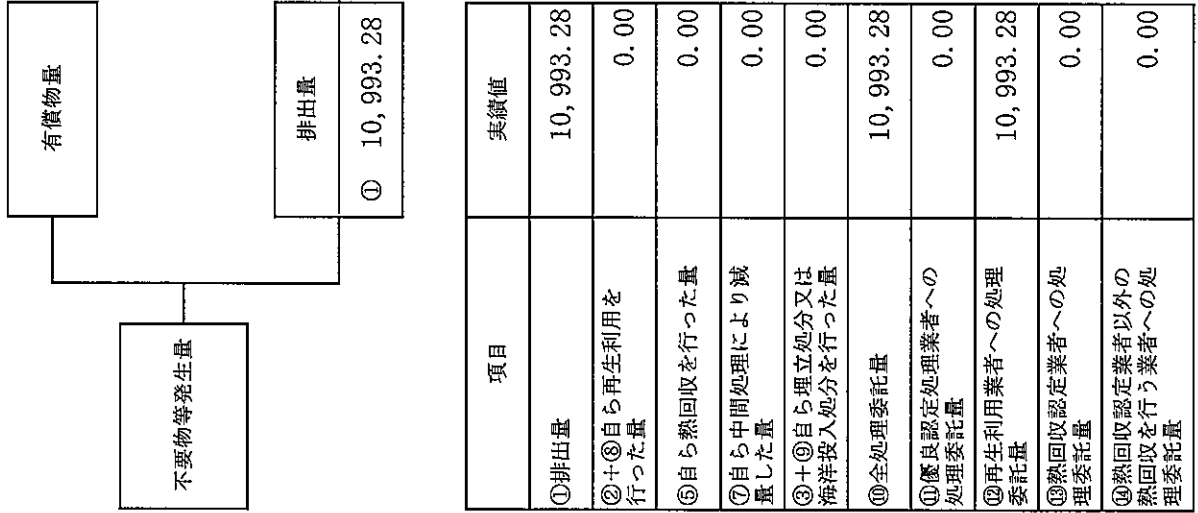 不要物等発生量
有償物量
排出量
① 10,993.28
項目 実績値
①排出量 10,993.28
②+⑧自ら再生利用を
行った量 0.00
⑤自ら熱回収を行った量 0.00
⑦自ら中間処理により減
量した量 0.00
③+⑨自ら埋立処分又は
海洋投入処分を行った量 0.00
⑩全処理委託量 10,993.28
⑪優良認定処理業者への
処理委託量 0.00
⑫再生利用業者への処理
委託量 10,993.28
⑬熱回収認定業者への処
理委託量 0.00
⑭熱回収認定業者以外の
熱回収を行う業者への処
理委託量 0.00